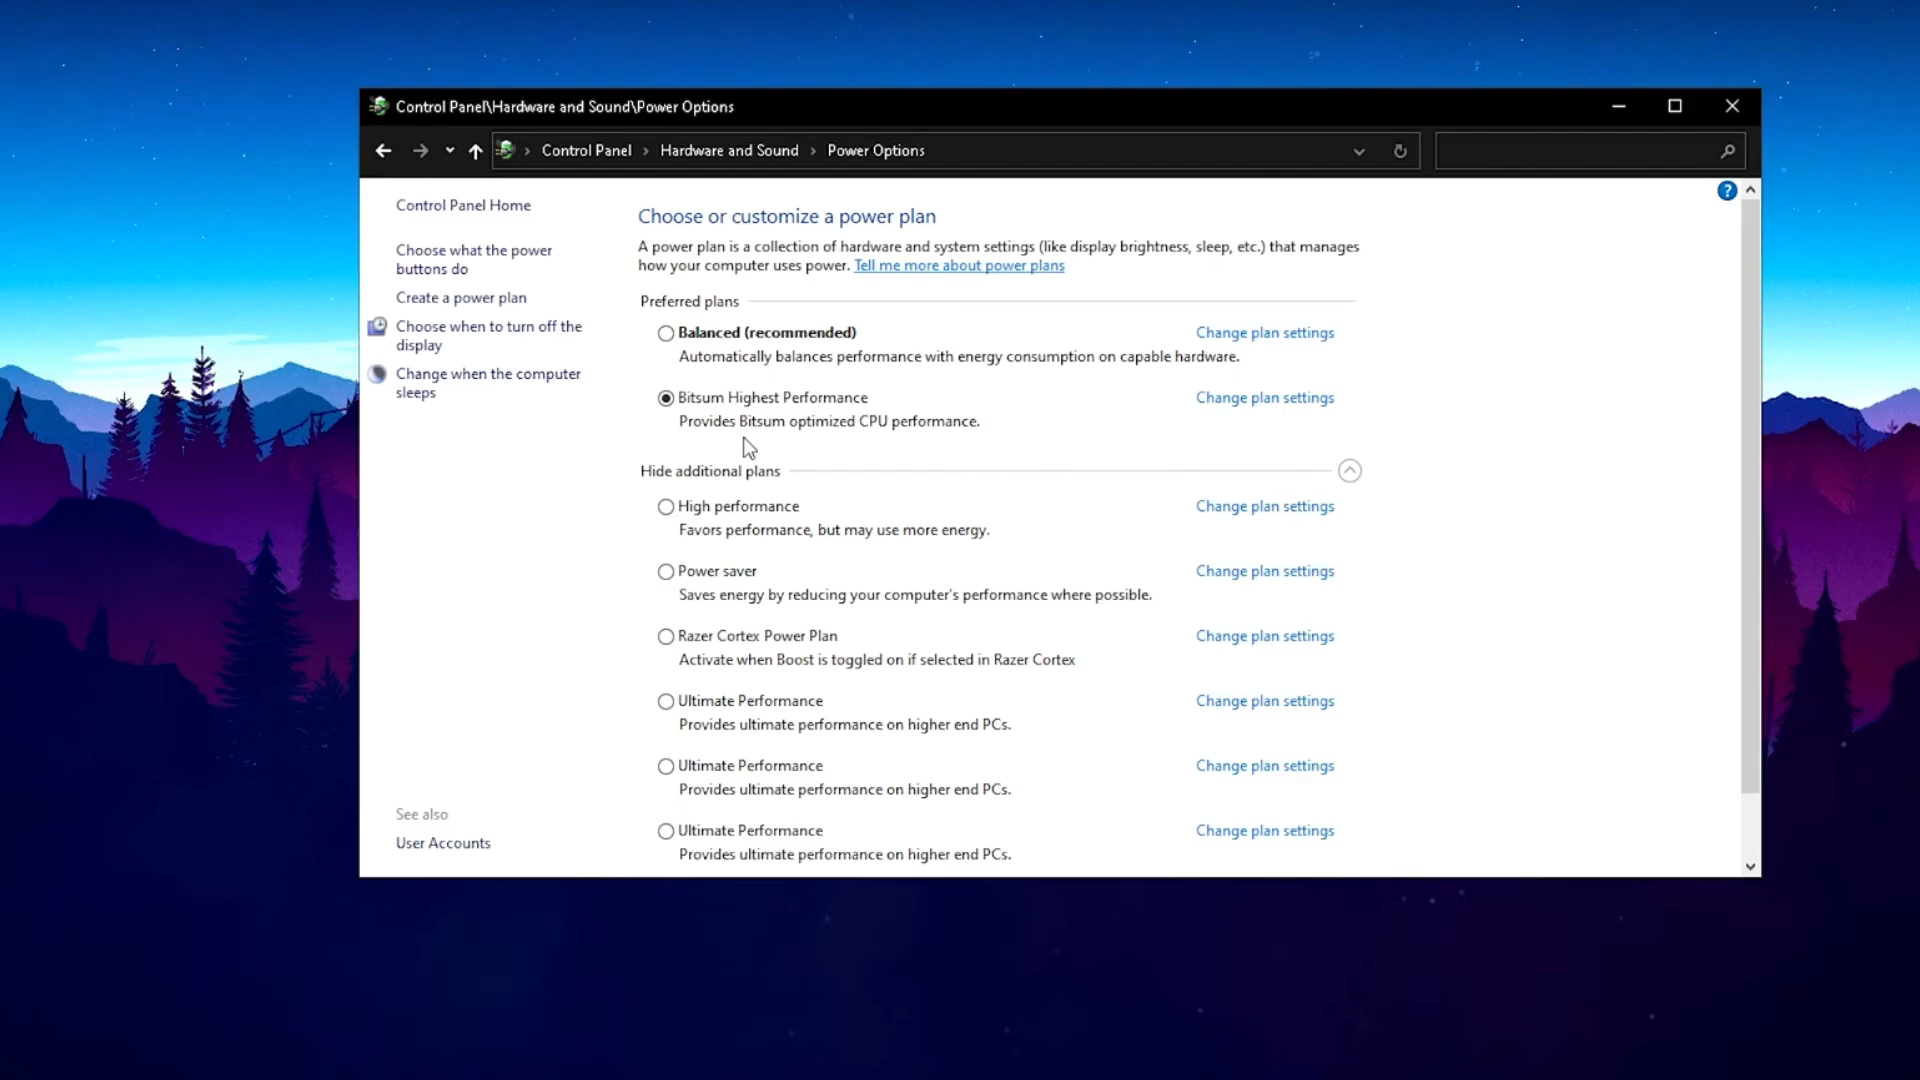 Control Panel\Hardware and Sound\Power Options
Control Panel
Hardware and Sound
Power Options
Control Panel Home
Choose what the power
buttons do
Create a power plan
Choose when to turn off the
display
Change when the computer
sleeps
See also
User Accounts
?
Choose or customize a power plan
A power plan is a collection of hardware and system settings (like display brightness, sleep, etc.) that manages
how your computer uses power. Tell me more about power plans
Preferred plans
Balanced (recommended) Change plan settings
Automatically balances performance with energy consumption on capable hardware.
Bitsum Highest Performance Change plan settings
Provides Bitsum optimized CPU performance.
Hide additional plans
High performance Change plan settings
Favors performance, but may use more energy.
Power saver Change plan settings
Saves energy by reducing your computer's performance where possible.
Razer Cortex Power Plan Change plan settings
Activate when Boost is toggled on if selected in Razer Cortex
Ultimate Performance Change plan settings
Provides ultimate performance on higher end PCs.
Ultimate Performance Change plan settings
Provides ultimate performance on higher end PCs.
Ultimate Performance Change plan settings
Provides ultimate performance on higher end PCs.